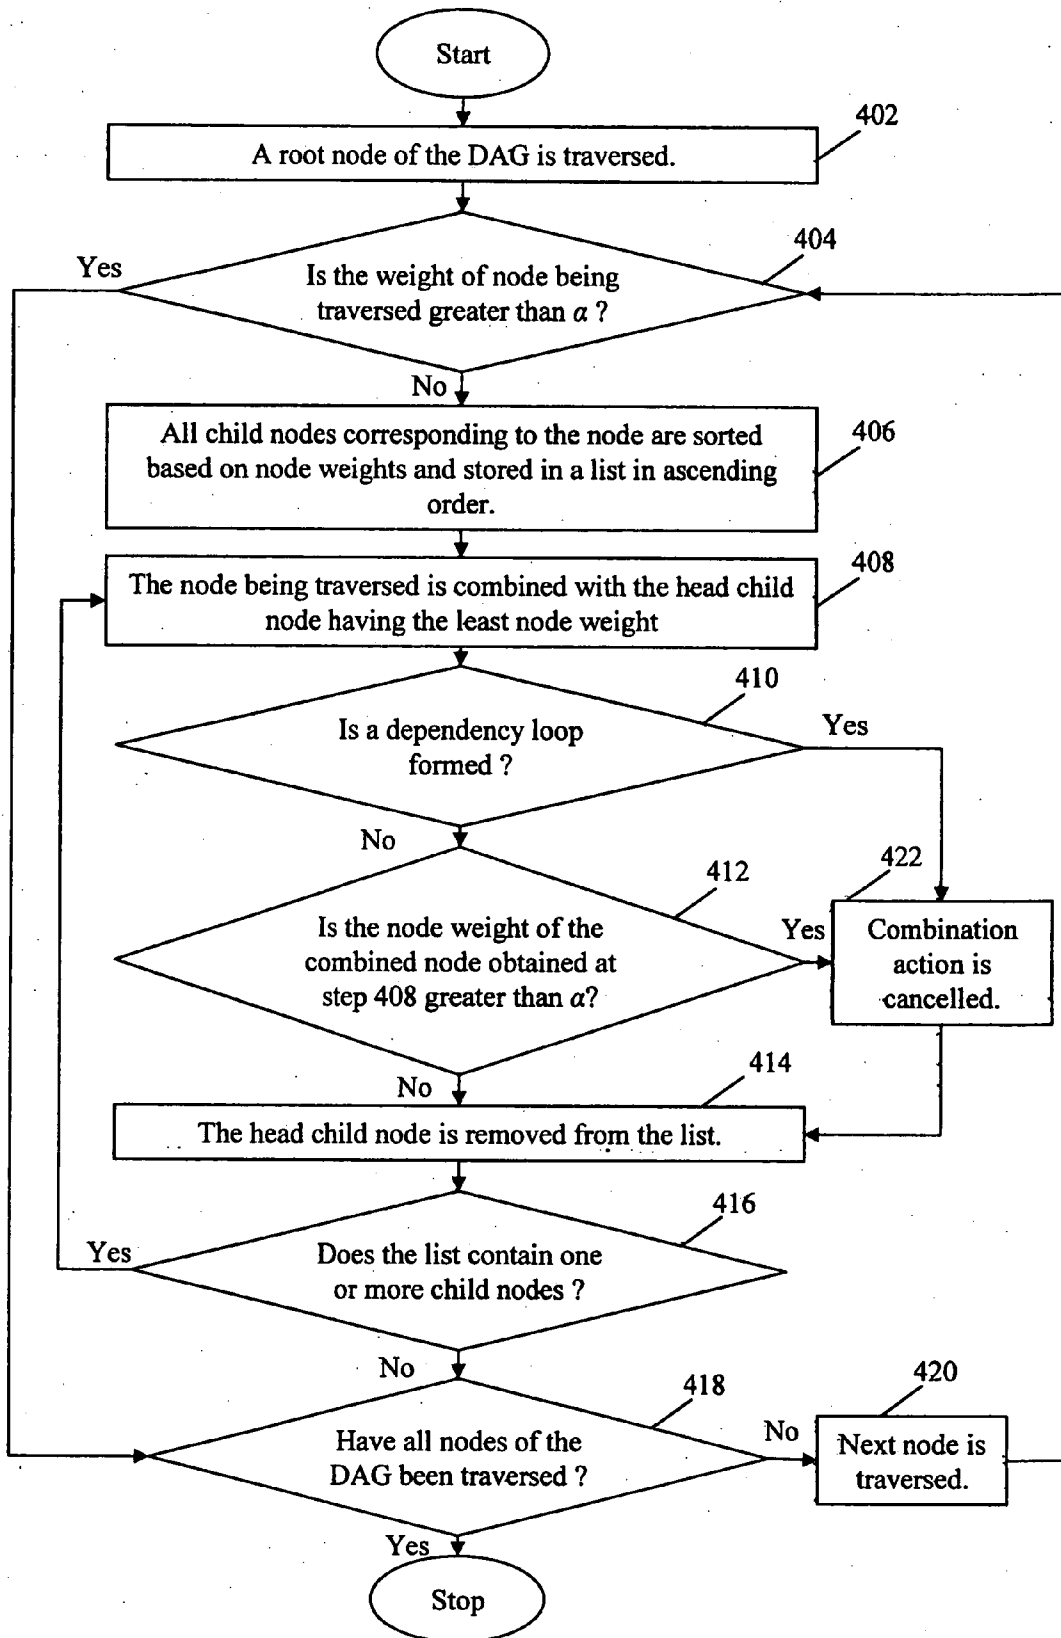 Start
402
A root node of the DAG is traversed.
404
Yes
Is the weight of node being
traversed greater than α ?
No
406
All child nodes corresponding to the node are sorted
based on node weights and stored in a list in ascending
order.
408
The node being traversed is combined with the head child
node having the least node weight
410
Is a dependency loop
formed ?
Yes
No
412
422
Is the node weight of the
combined node obtained at
step 408 greater than α?
Yes
Combination
action is
cancelled.
No
414
The head child node is removed from the list.
416
Yes
Does the list contain one
or more child nodes ?
No
418
420
Have all nodes of the
DAG been traversed ?
No
Next node is
traversed.
Yes
Stop